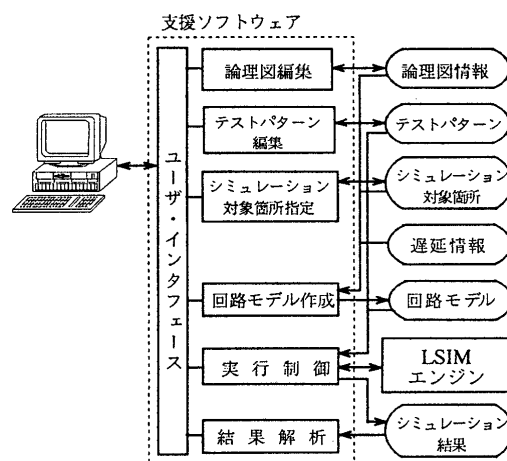 支援ソフトウェア
ユーザ・インタフェース
論理図編集
論理図情報
テストパターン
編集
テストパターン
シミュレーション
対象箇所指定
シミュレーション
対象箇所
遅延情報
回路モデル作成
回路モデル
実行制御
LSIM
エンジン
結果解析
シミュレーション
結果